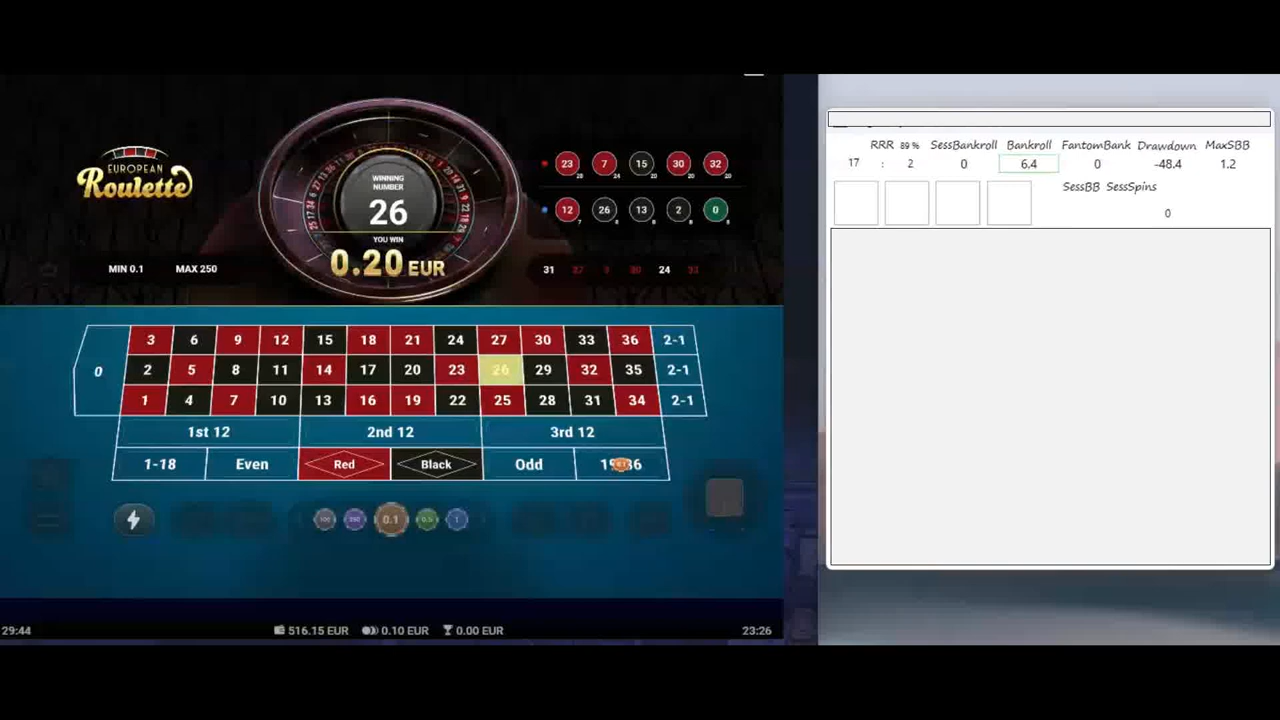 RRR 89 % SessBankroll Bankroll FantomBank Drawdown MaxSBB
17 : 2 0 6,4 0 -48.4 1.2
SessBB SessSpins
0
EUROPEAN
Roulette
WINNING
NUMBER
26
YOU WIN
0.20 EUR
MIN 0.1 MAX 250
23 7 15 30 32
12 26 13 2 0
31 27 24 33
3 6 9 12 15 18 21 24 27 30 33 36 2-1
0 2 5 8 11 14 17 20 23 26 29 32 35 2-1
1 4 7 10 13 16 19 22 25 28 31 34 2-1
1st 12 2nd 12 3rd 12
1-18 Even Red Black Odd
0.1 0.5 1
29:44 516.15 EUR 0.10 EUR 0.00 EUR 23:26